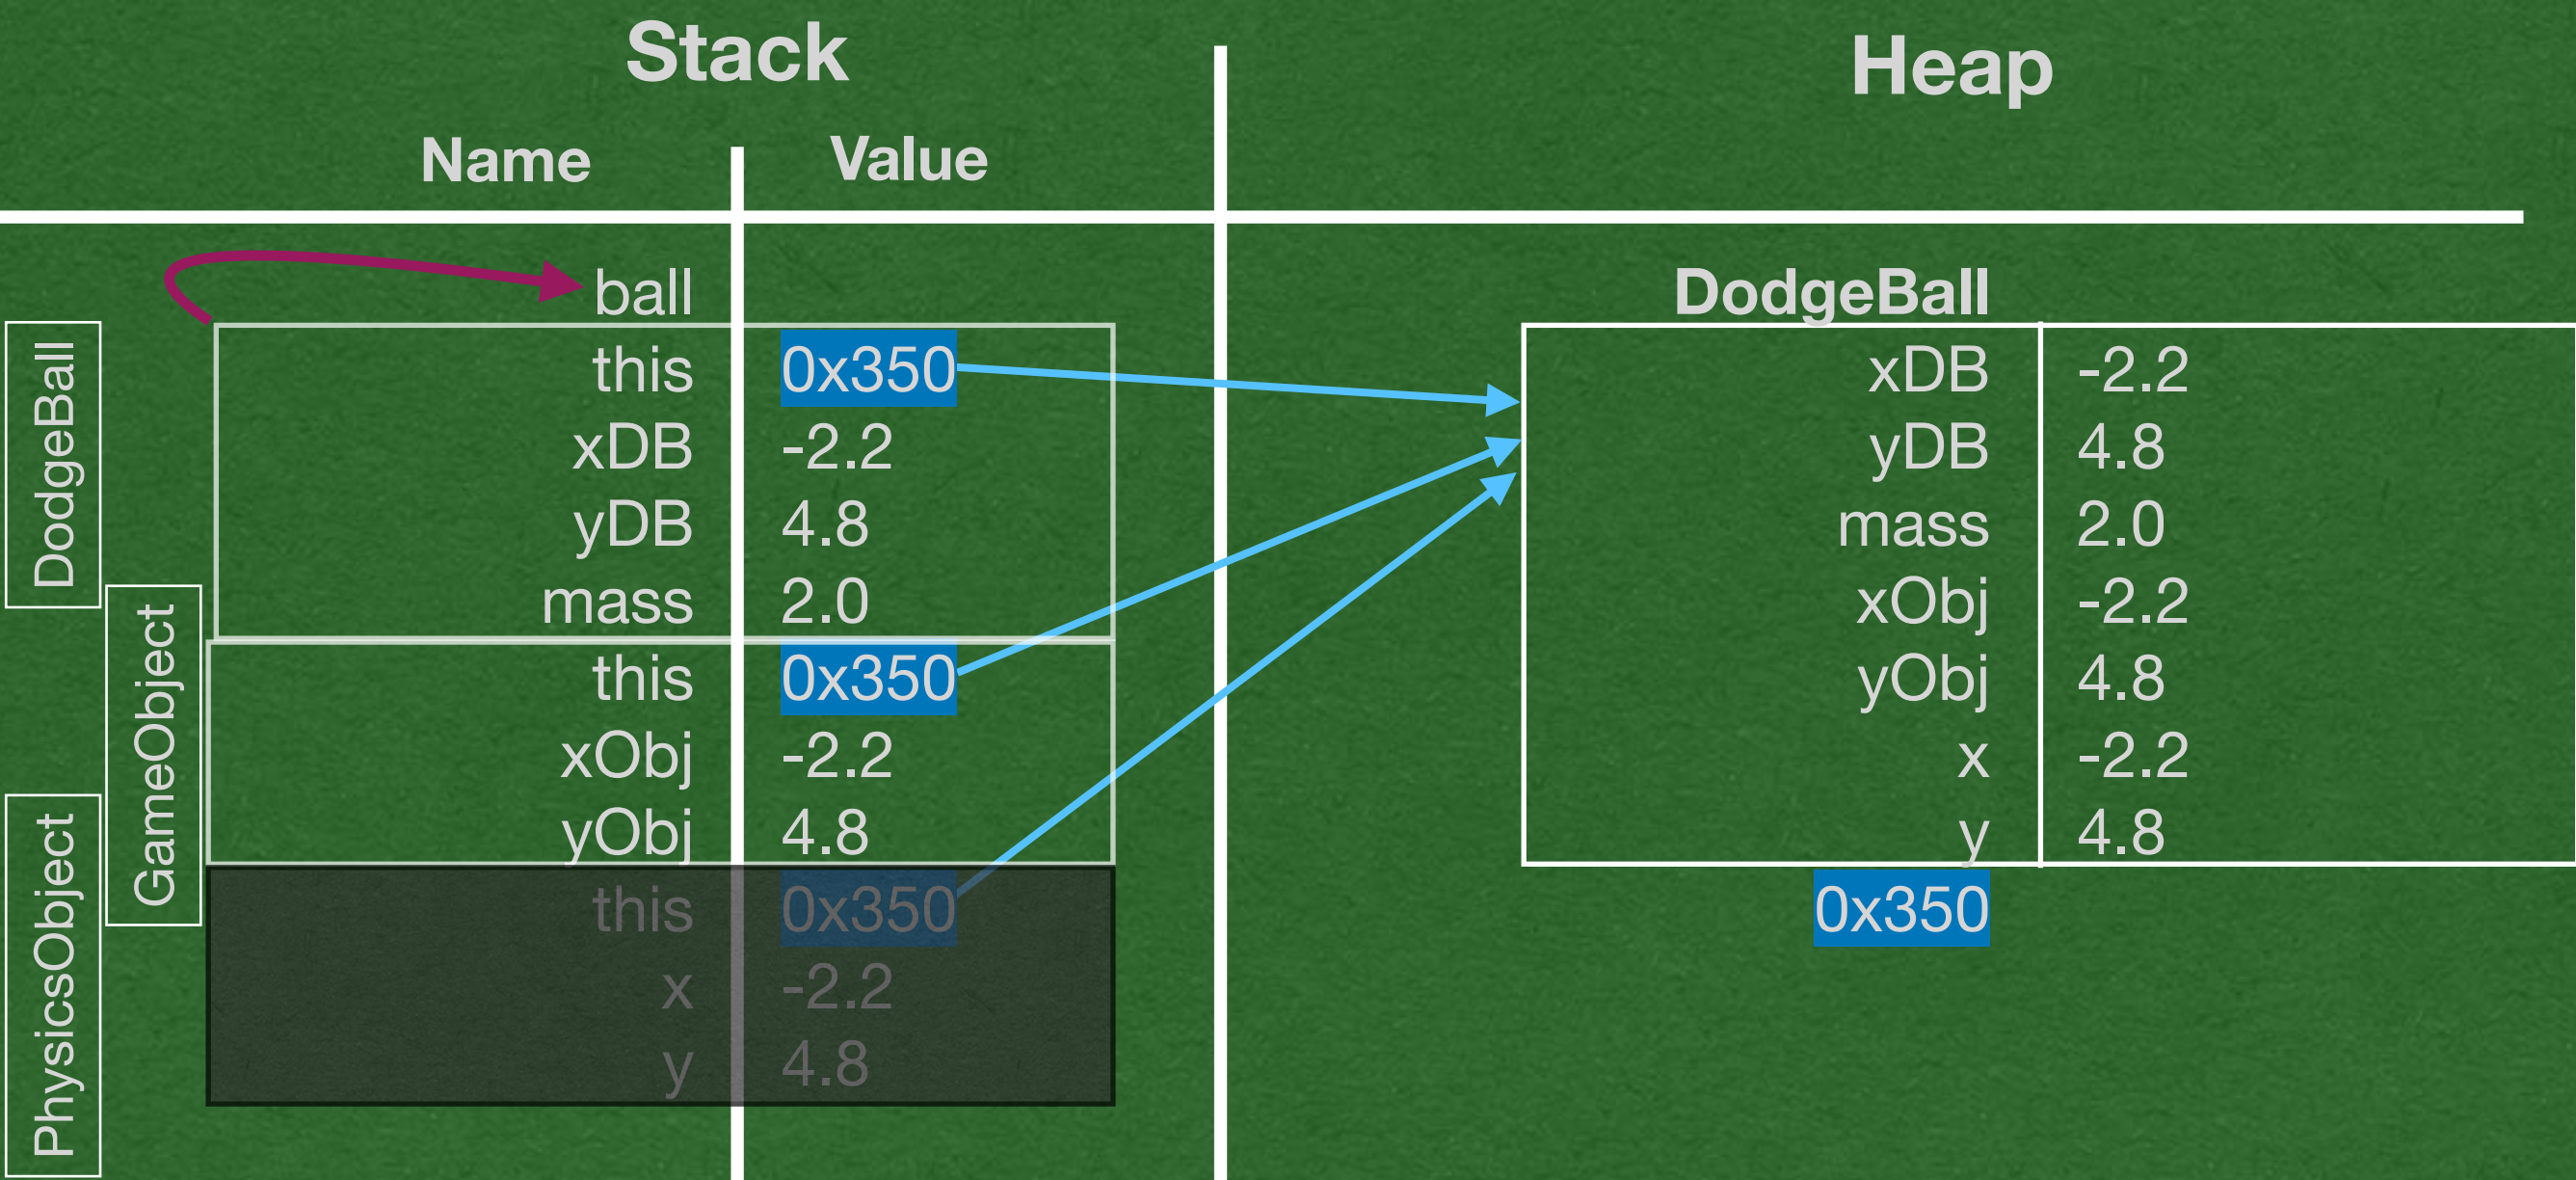 Stack
Heap
Name Value
ball
DodgeBall
DodgeBall
this 0x350
xDB -2.2
yDB 4.8
mass 2.0
GameObject
this 0x350
xObj -2.2
yObj 4.8
PhysicsObject
this 0x350
x -2.2
y 4.8
xDB -2.2
yDB 4.8
mass 2.0
xObj -2.2
yObj 4.8
x -2.2
y 4.8
0x350